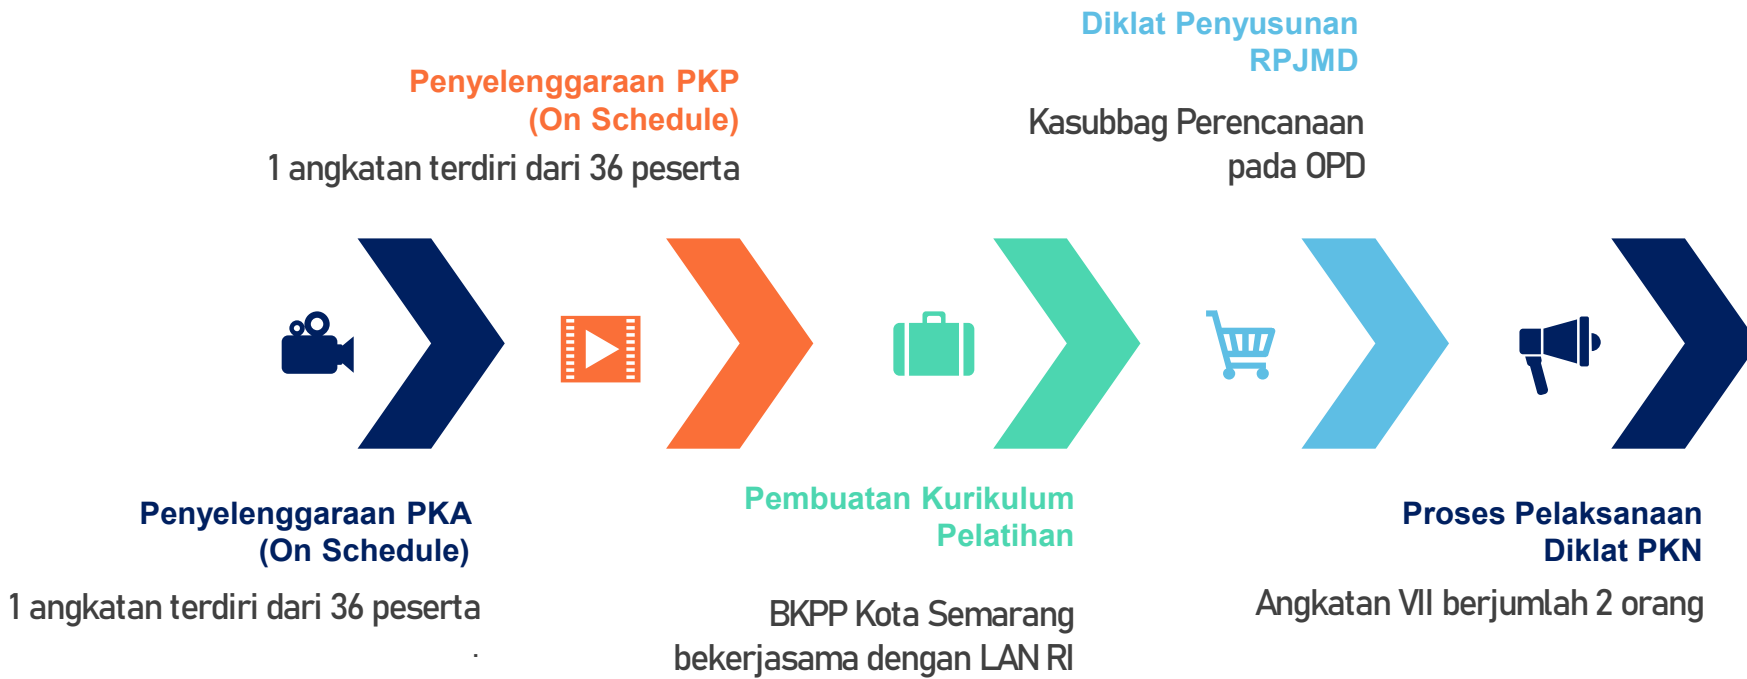 Diklat Penyusunan
RPJMD
Kasubbag Perencanaan
pada OPD
Penyelenggaraan PKP
(On Schedule)
1 angkatan terdiri dari 36 peserta
Penyelenggaraan PKA
(On Schedule)
1 angkatan terdiri dari 36 peserta
.
Pembuatan Kurikulum
Pelatihan
BKPP Kota Semarang
bekerjasama dengan LAN RI
Proses Pelaksanaan
Diklat PKN
Angkatan VII berjumlah 2 orang